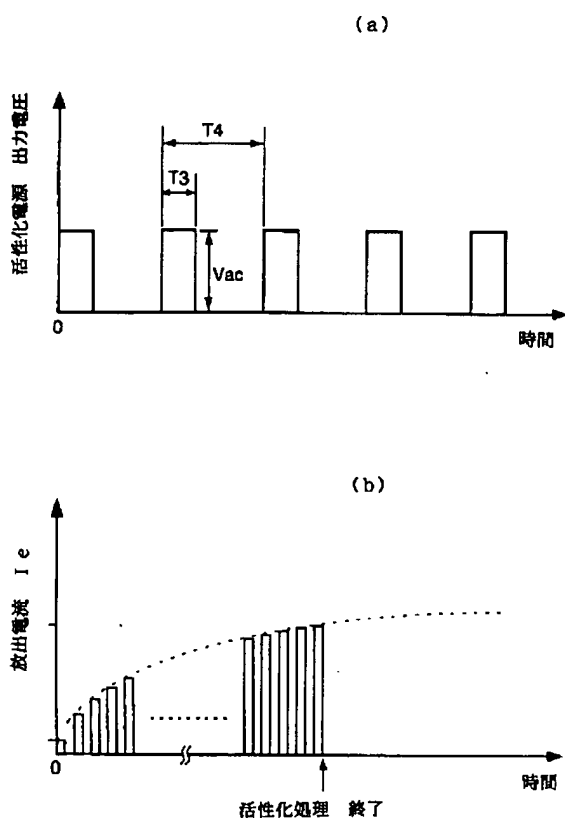 (a)
活性化電源 出力電圧
T4
T3
Vac
0
時間
(b)
放出電流 Ie
0
時間
活性化処理 終了